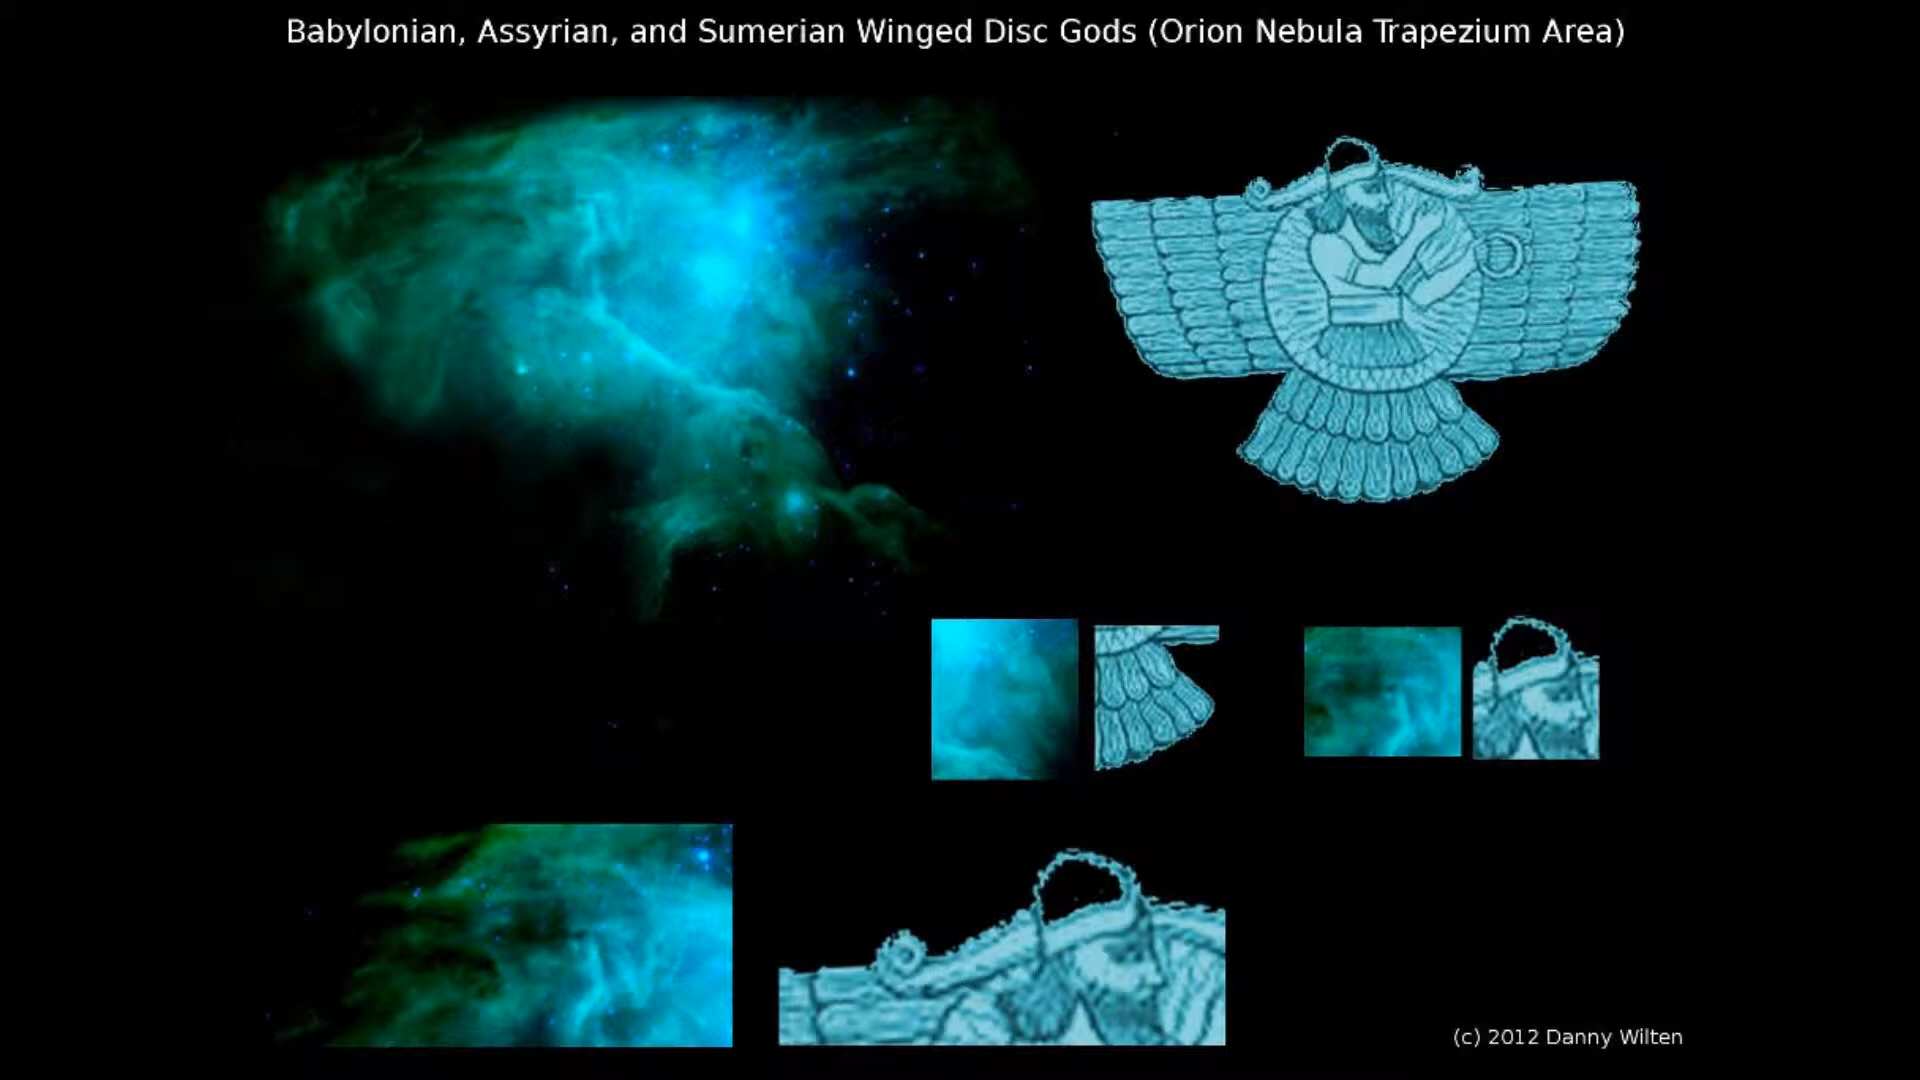 Babylonian, Assyrian, and Sumerian Winged Disc Gods (Orion Nebula Trapezium Area)
(c) 2012 Danny Wilten